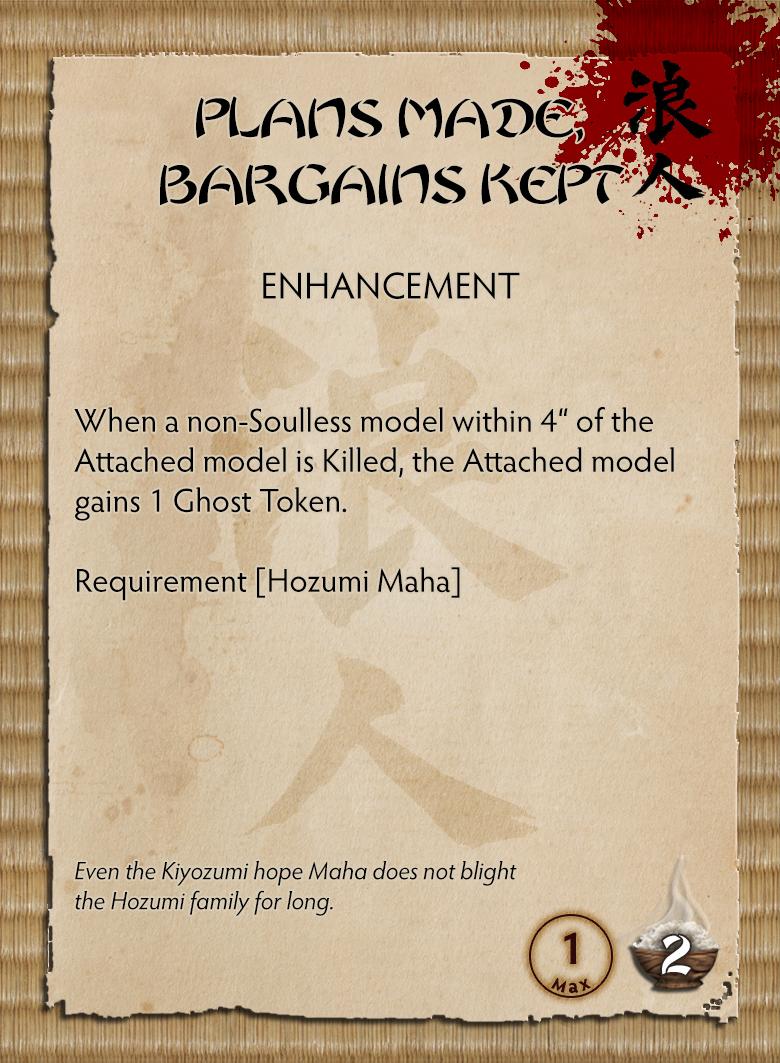 PLANS MADE,
BARGAINS KEPT
浪
人
ENHANCEMENT
When a non-Soulless model within 4" of the
Attached model is Killed, the Attached model
gains 1 Ghost Token.
Requirement [Hozumi Maha]
浪
人
Even the Kiyozumi hope Maha does not blight
the Hozumi family for long.
1
Max
2